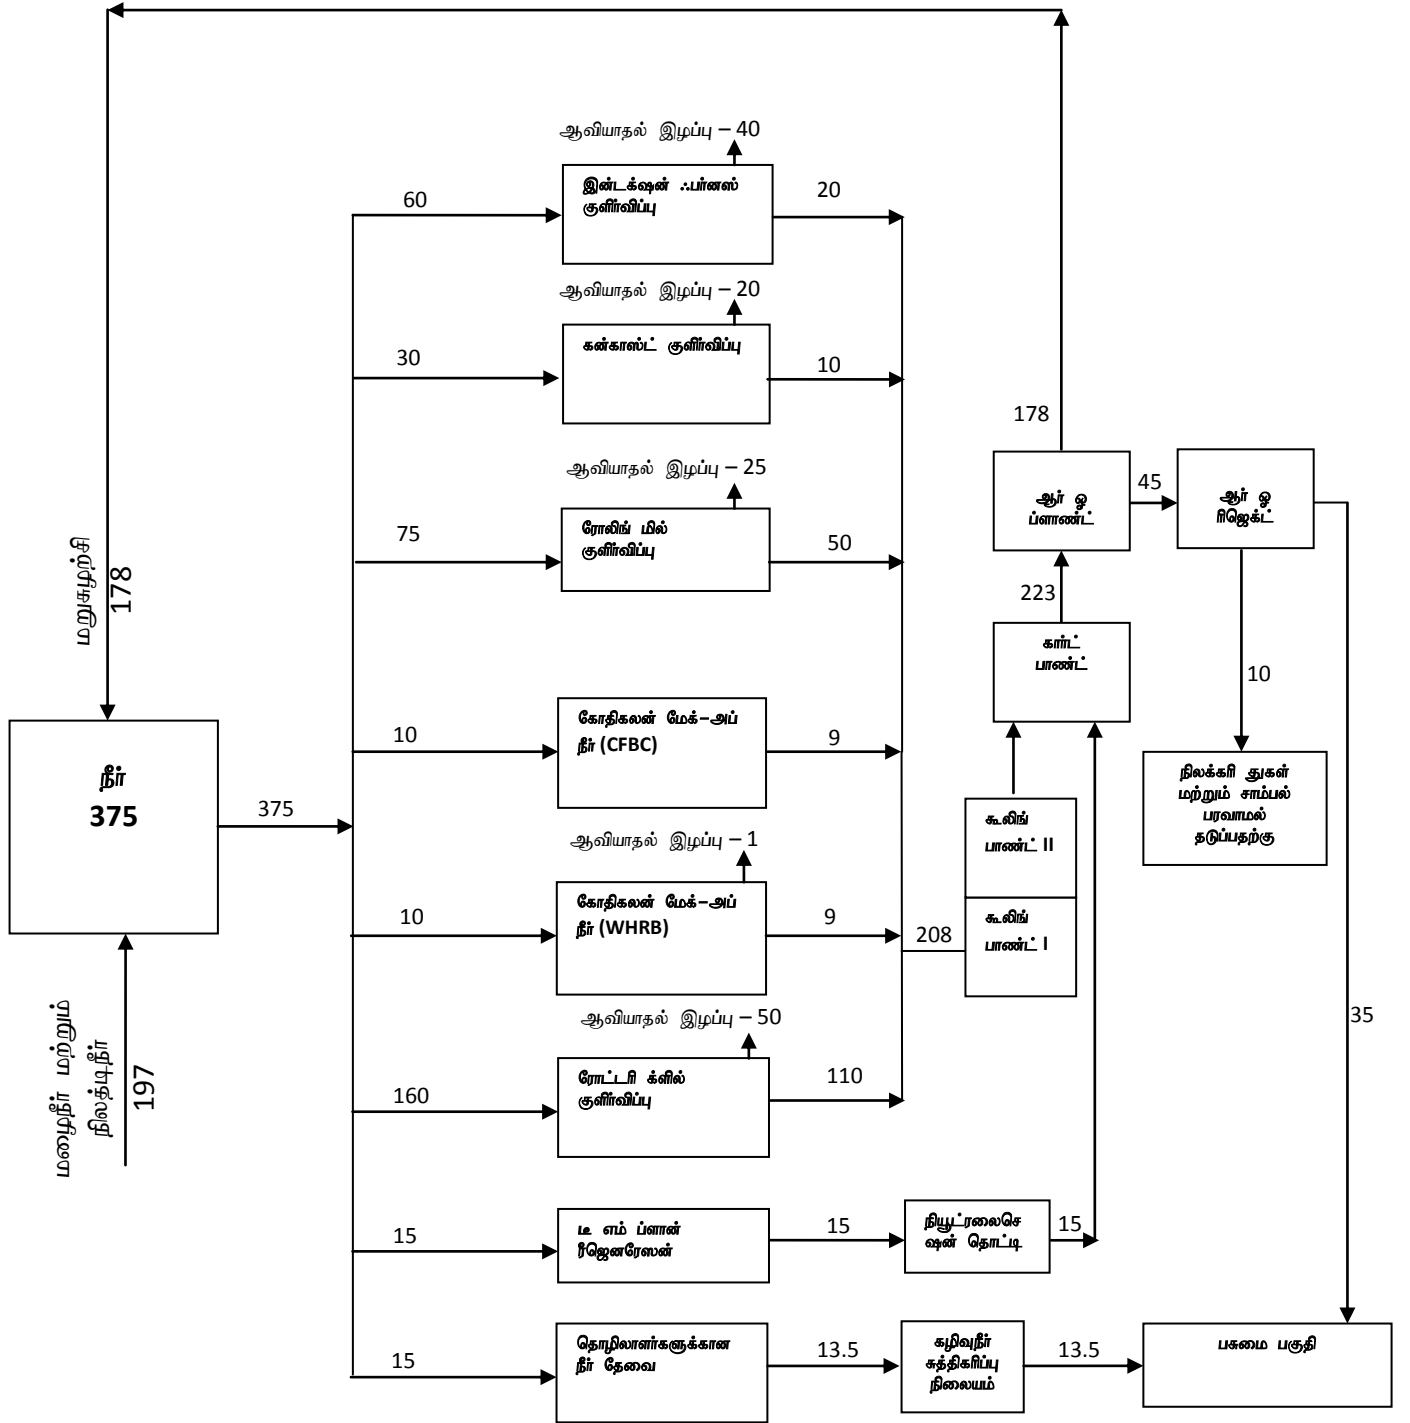 ஆவியாதல் இழப்பு – 40
இன்டக்ஷன் ஃபர்னஸ்
குளிர்விப்பு
60
20
ஆவியாதல் இழப்பு – 20
கன்காஸ்ட் குளிர்விப்பு
30
10
178
ஆவியாதல் இழப்பு – 25
ரோலிங் மில்
குளிர்விப்பு
75
50
ஆர் ஓ
ப்ளாண்ட்
45
ஆர் ஓ
ரிஜெக்ட்
மறுசுழற்சி
178
223
கார்ட்
பாண்ட்
10
கோதிகலன் மேக்–அப்
நீர் (CFBC)
10
9
நீர்
375
375
நிலக்கரி துகள்
மற்றும் சாம்பல்
பரவாமல்
தடுப்பதற்கு
கூலிங்
பாண்ட் II
ஆவியாதல் இழப்பு – 1
கோதிகலன் மேக்–அப்
நீர் (WHRB)
10
9
208
கூலிங்
பாண்ட் I
மழைநீர் மற்றும்
நிலத்டிநீர்
197
35
ஆவியாதல் இழப்பு – 50
ரோட்டரி க்ளில்
குளிர்விப்பு
160
110
டீ எம் ப்ளான்
ரீஜெனரேஸன்
15
15
நியூட்ரலைசெ
ஷன் தொட்டி
15
தொழிலாளர்களுக்கான
நீர் தேவை
15
13.5
கழிவுநீர்
சுத்திகரிப்பு
நிலையம்
13.5
பசுமை பகுதி